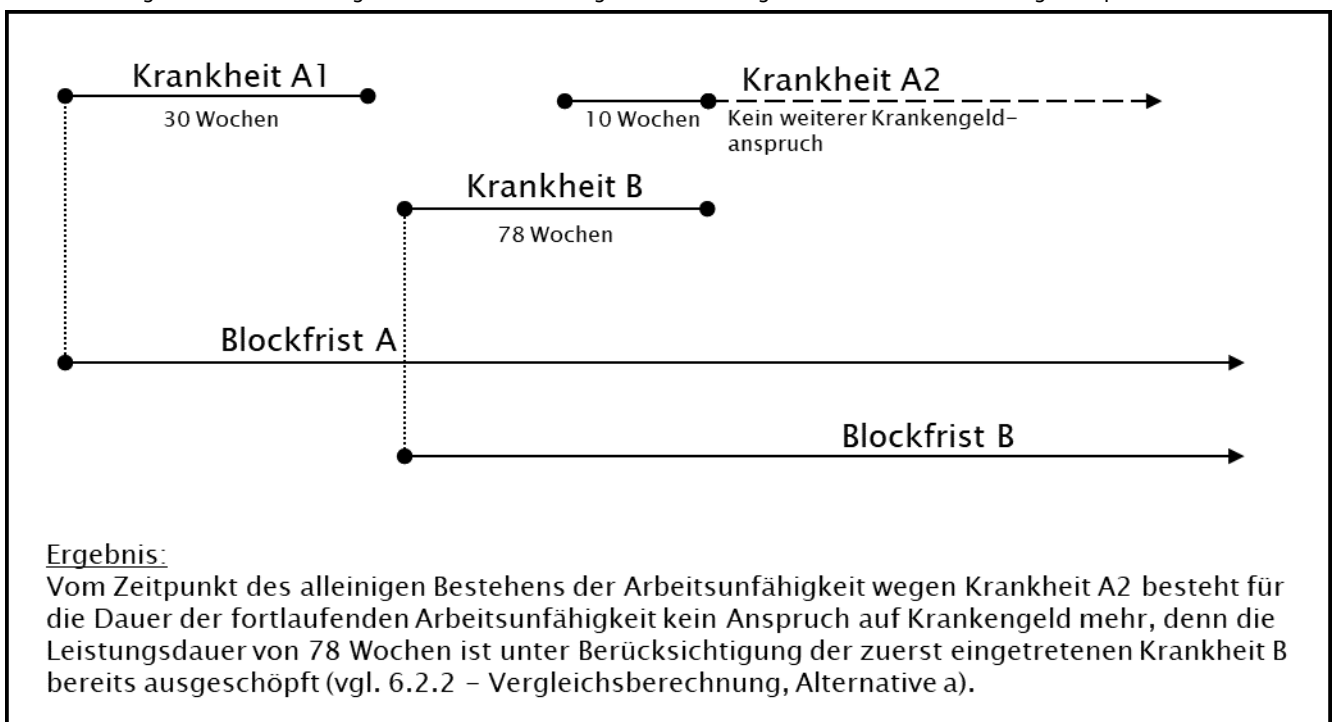 Krankheit A1
30 Wochen
Krankheit A2
10 Wochen
Kein weiterer Krankengeld–
anspruch
Krankheit B
78 Wochen
Blockfrist A
Blockfrist B
Ergebnis:
Vom Zeitpunkt des alleinigen Bestehens der Arbeitsunfähigkeit wegen Krankheit A2 besteht für
die Dauer der fortlaufenden Arbeitsunfähigkeit kein Anspruch auf Krankengeld mehr, denn die
Leistungsdauer von 78 Wochen ist unter Berücksichtigung der zuerst eingetretenen Krankheit B
bereits ausgeschöpft (vgl. 6.2.2 – Vergleichsberechnung, Alternative a).